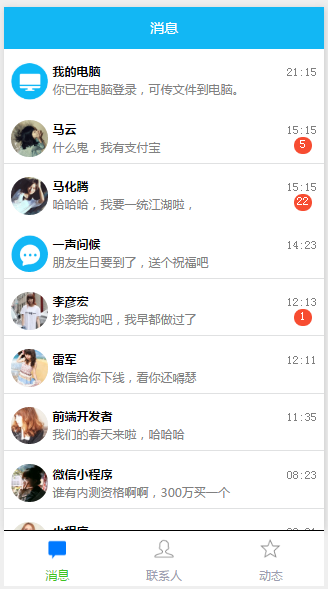 消息
我的电脑 21:15
你已在电脑登录，可传文件到电脑。
马云 15:15
什么鬼，我有支付宝 5
马化腾 15:15
哈哈哈，我要一统江湖啦， 22
一声问候 14:23
朋友生日要到了，送个祝福吧
李彦宏 12:13
抄袭我的吧，我早都做过了 1
雷军 12:11
微信给你下线，看你还嘚瑟
前端开发者 11:35
我们的春天来啦，哈哈哈
微信小程序 08:23
谁有内测资格啊啊，300万买一个
小程序
消息 联系人 动态